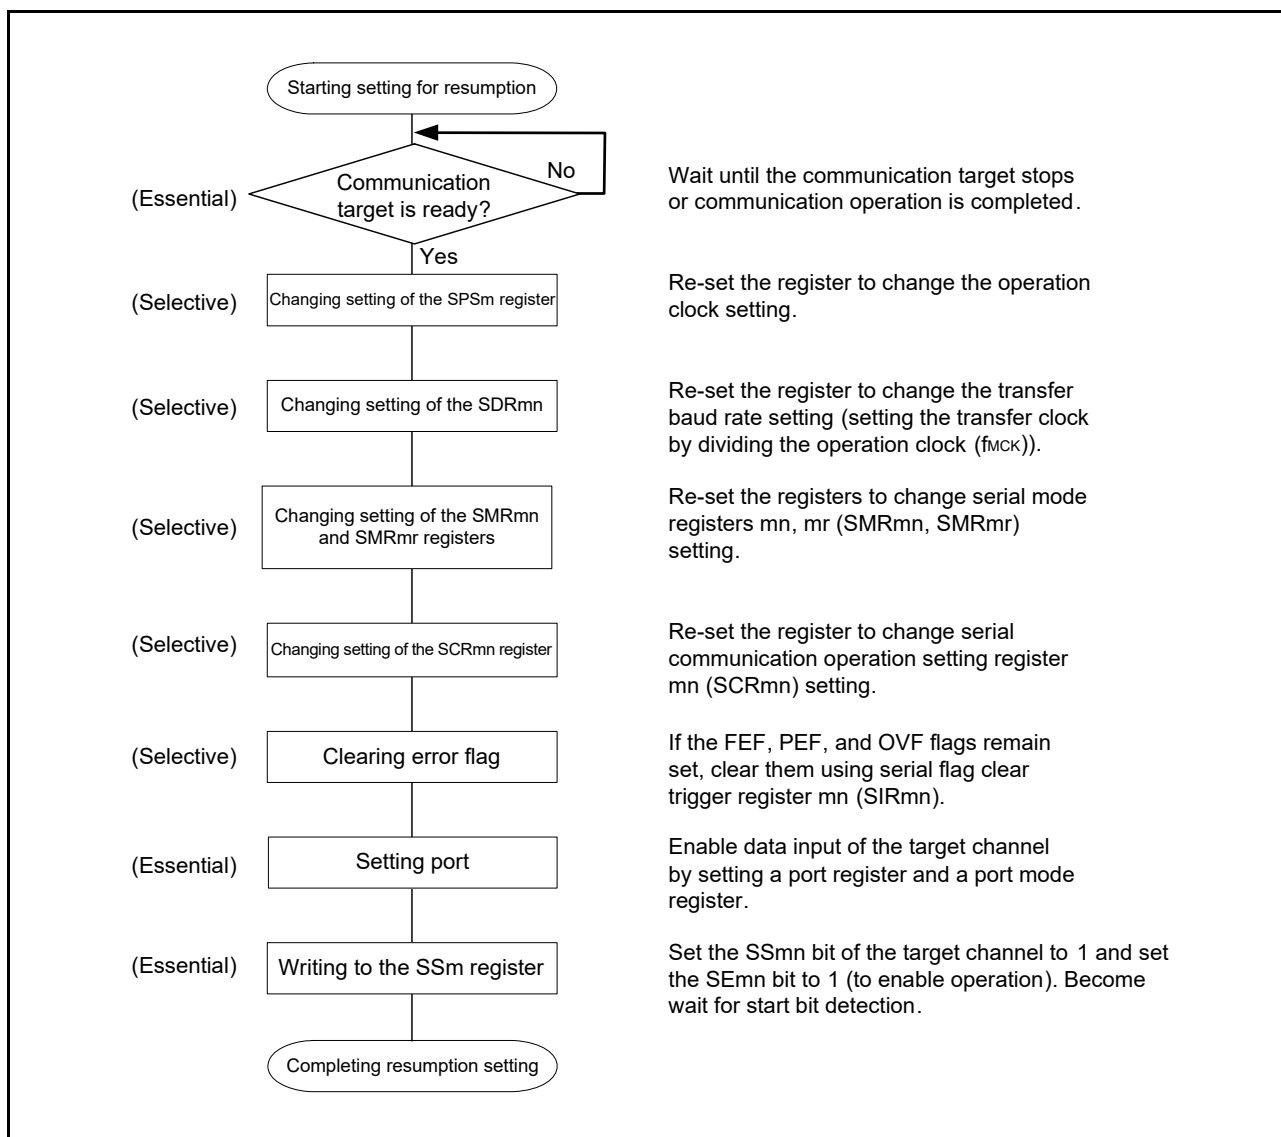 Starting setting for resumption
No
(Essential)
Communication
target is ready?
Wait until the communication target stops
or communication operation is completed.
Yes
(Selective)
Changing setting of the SPSm register
Re-set the register to change the operation
clock setting.
(Selective)
Changing setting of the SDRmn
Re-set the register to change the transfer
baud rate setting (setting the transfer clock
by dividing the operation clock (fMCK)).
(Selective)
Changing setting of the SMRmn
and SMRmr registers
Re-set the registers to change serial mode
registers mn, mr (SMRmn, SMRmr)
setting.
(Selective)
Changing setting of the SCRmn register
Re-set the register to change serial
communication operation setting register
mn (SCRmn) setting.
(Selective)
Clearing error flag
If the FEF, PEF, and OVF flags remain
set, clear them using serial flag clear
trigger register mn (SIRmn).
(Essential)
Setting port
Enable data input of the target channel
by setting a port register and a port mode
register.
(Essential)
Writing to the SSm register
Set the SSmn bit of the target channel to 1 and set
the SEmn bit to 1 (to enable operation). Become
wait for start bit detection.
Completing resumption setting